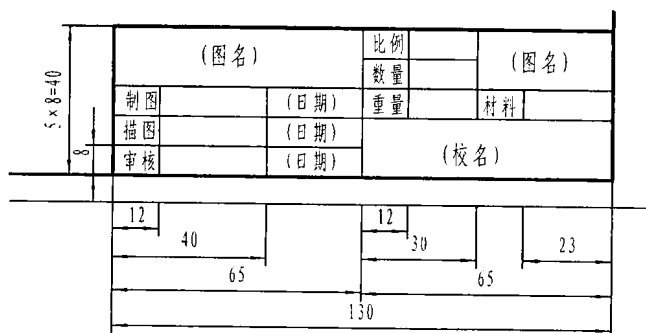 (图名) 比例 (图名)
数量
制图 (日期) 重量 材料
描图 (日期) (校名)
审核 (日期)
5×8=40
8
12 12
40 30 23
65 65
130